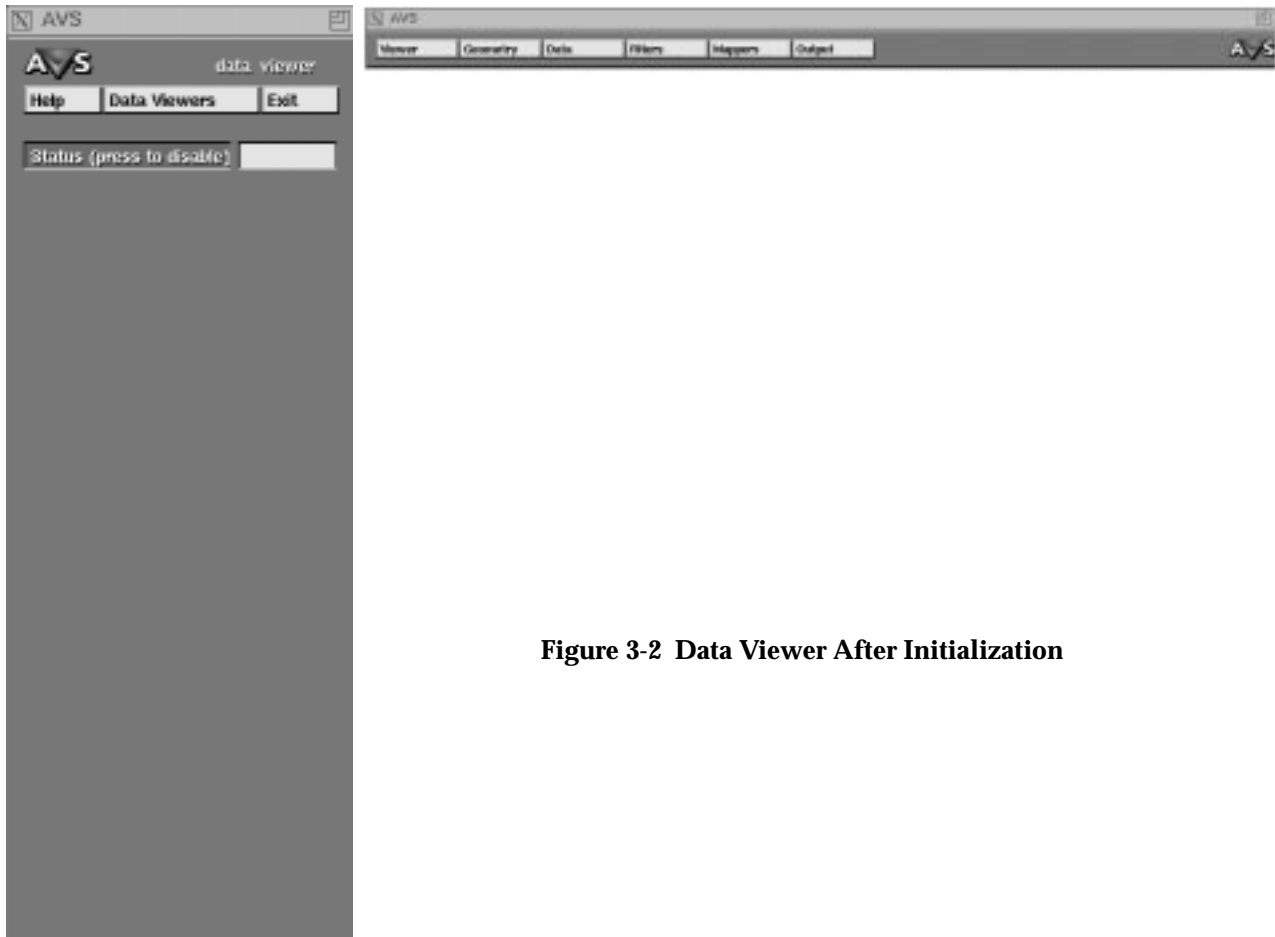 AVS
AVS
data viewer
Help Data Viewers Exit
Status (press to disable)
AVS
Viewer Geometry Data Filters Mappers Output
AVS
Figure 3-2 Data Viewer After Initialization